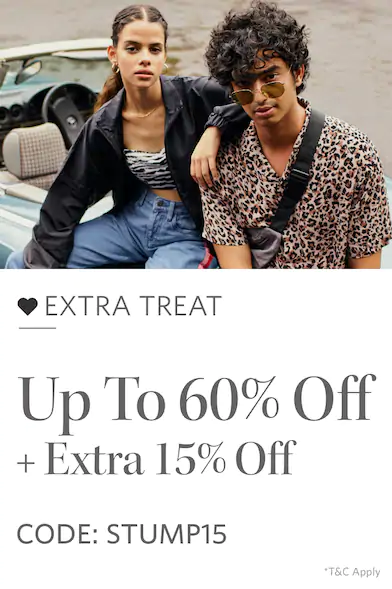 EXTRA TREAT
Up To 60% Off
+ Extra 15% Off
CODE: STUMP15
*T&C Apply